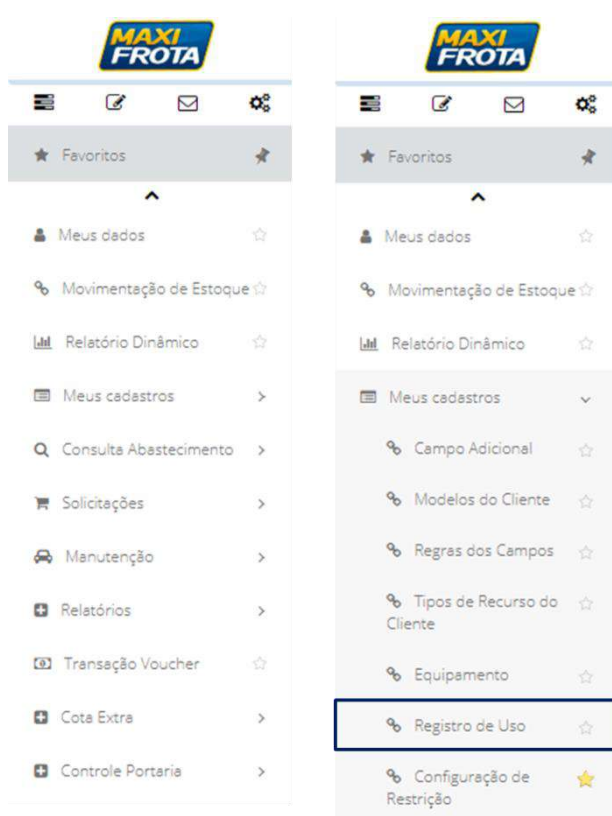 MAXI
FROTA
Favoritos
Meus dados
Movimentação de Estoque
Relatório Dinâmico
Meus cadastros
Consulta Abastecimento
Solicitações
Manutenção
Relatórios
Transação Voucher
Cota Extra
Controle Portaria
MAXI
FROTA
Favoritos
Meus dados
Movimentação de Estoque
Relatório Dinâmico
Meus cadastros
Campo Adicional
Modelos do Cliente
Regras dos Campos
Tipos de Recurso do
Cliente
Equipamento
Registro de Uso
Configuração de
Restrição